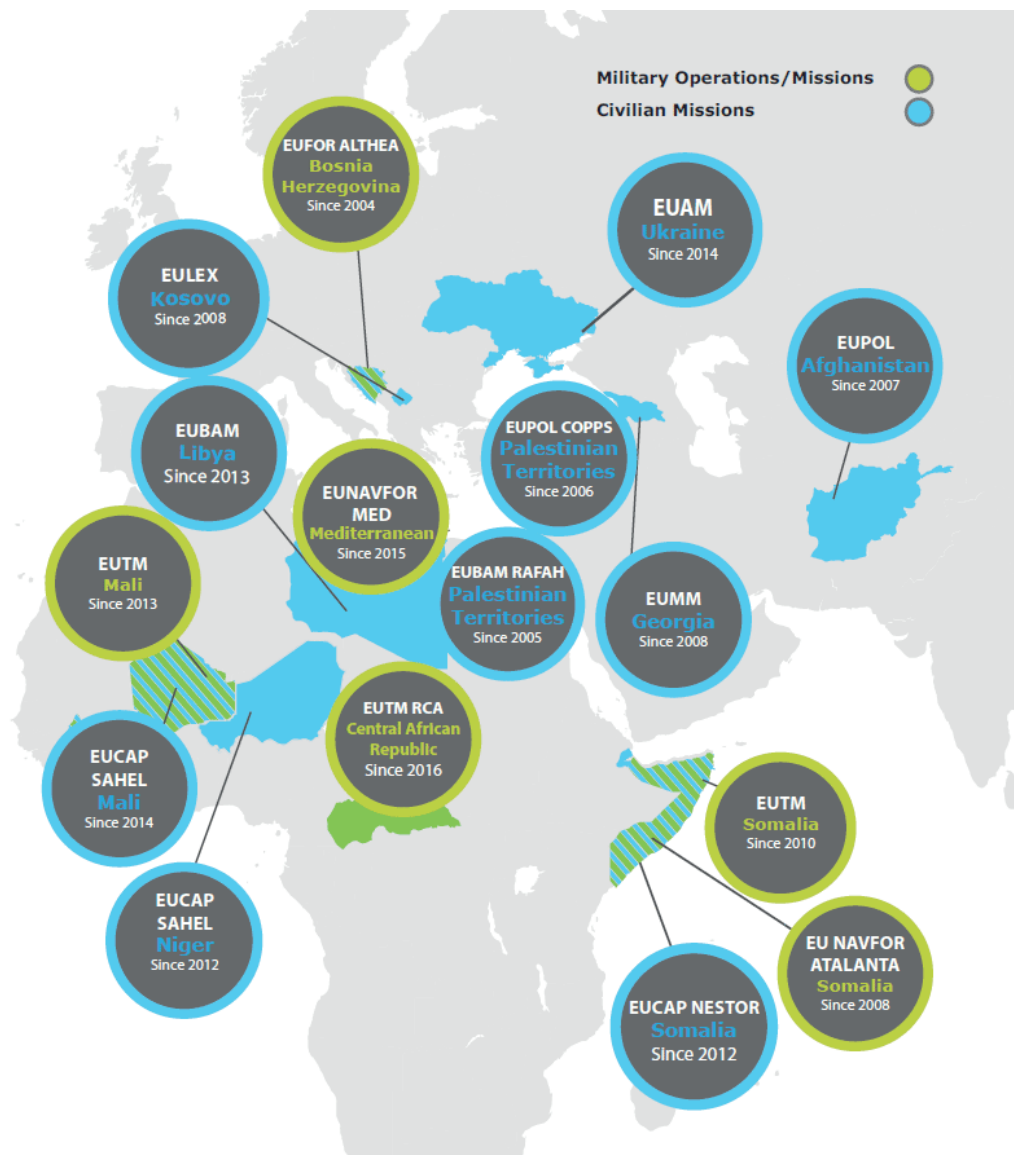 Military Operations/Missions
Civilian Missions
EUFOR ALTHEA
Bosnia
Herzegovina
Since 2004
EUAM
Ukraine
Since 2014
EULEX
Kosovo
Since 2008
EUPOL
Afghanistan
Since 2007
EUBAM
Libya
Since 2013
EUPOL COPPS
Palestinian
Territories
Since 2006
EUNAVFOR
MED
Mediterranean
Since 2015
EUTM
Mali
Since 2013
EUBAM RAFAH
Palestinian
Territories
Since 2005
EUMM
Georgia
Since 2008
EUTM RCA
Central African
Republic
Since 2016
EUCAP
SAHEL
Mali
Since 2014
EUTM
Somalia
Since 2010
EUCAP
SAHEL
Niger
Since 2012
EU NAVFOR
ATALANTA
Somalia
Since 2008
EUCAP NESTOR
Somalia
Since 2012